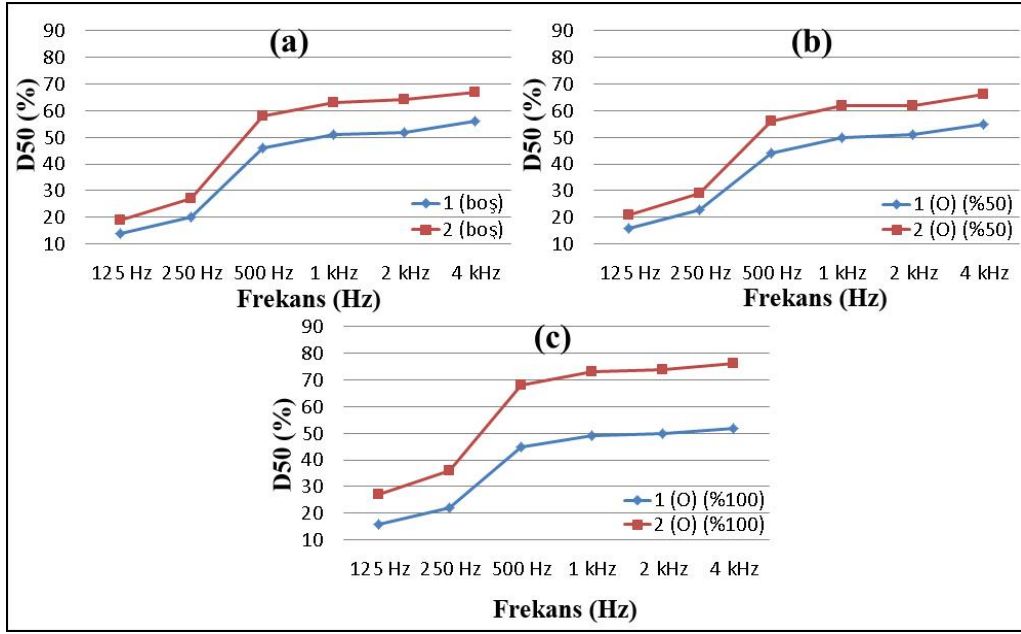 (a)
D50 (%)
90
80
70
60
50
40
30
20
10
1 (boş)
2 (boş)
125 Hz 250 Hz 500 Hz 1 kHz 2 kHz 4 kHz
Frekans (Hz)
(b)
D50 (%)
90
80
70
60
50
40
30
20
10
1 (O) (%50)
2 (O) (%50)
125 Hz 250 Hz 500 Hz 1 kHz 2 kHz 4 kHz
Frekans (Hz)
(c)
D50 (%)
90
80
70
60
50
40
30
20
10
1 (O) (%100)
2 (O) (%100)
125 Hz 250 Hz 500 Hz 1 kHz 2 kHz 4 kHz
Frekans (Hz)